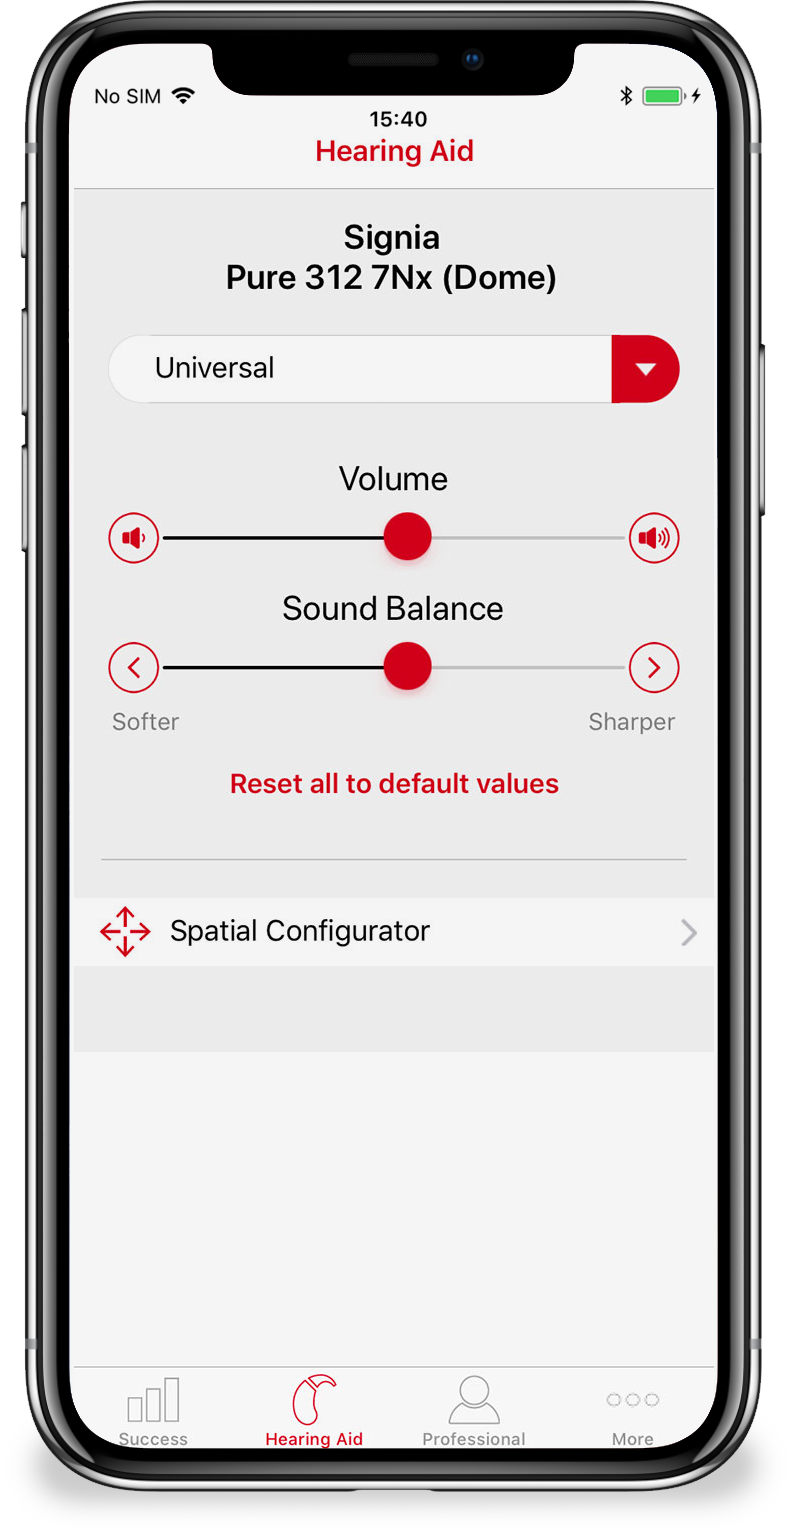 No SIM
15:40
Hearing Aid
Signia
Pure 312 7Nx (Dome)
Universal
Volume
Sound Balance
Softer Sharper
Reset all to default values
Spatial Configurator
Success Hearing Aid Professional More